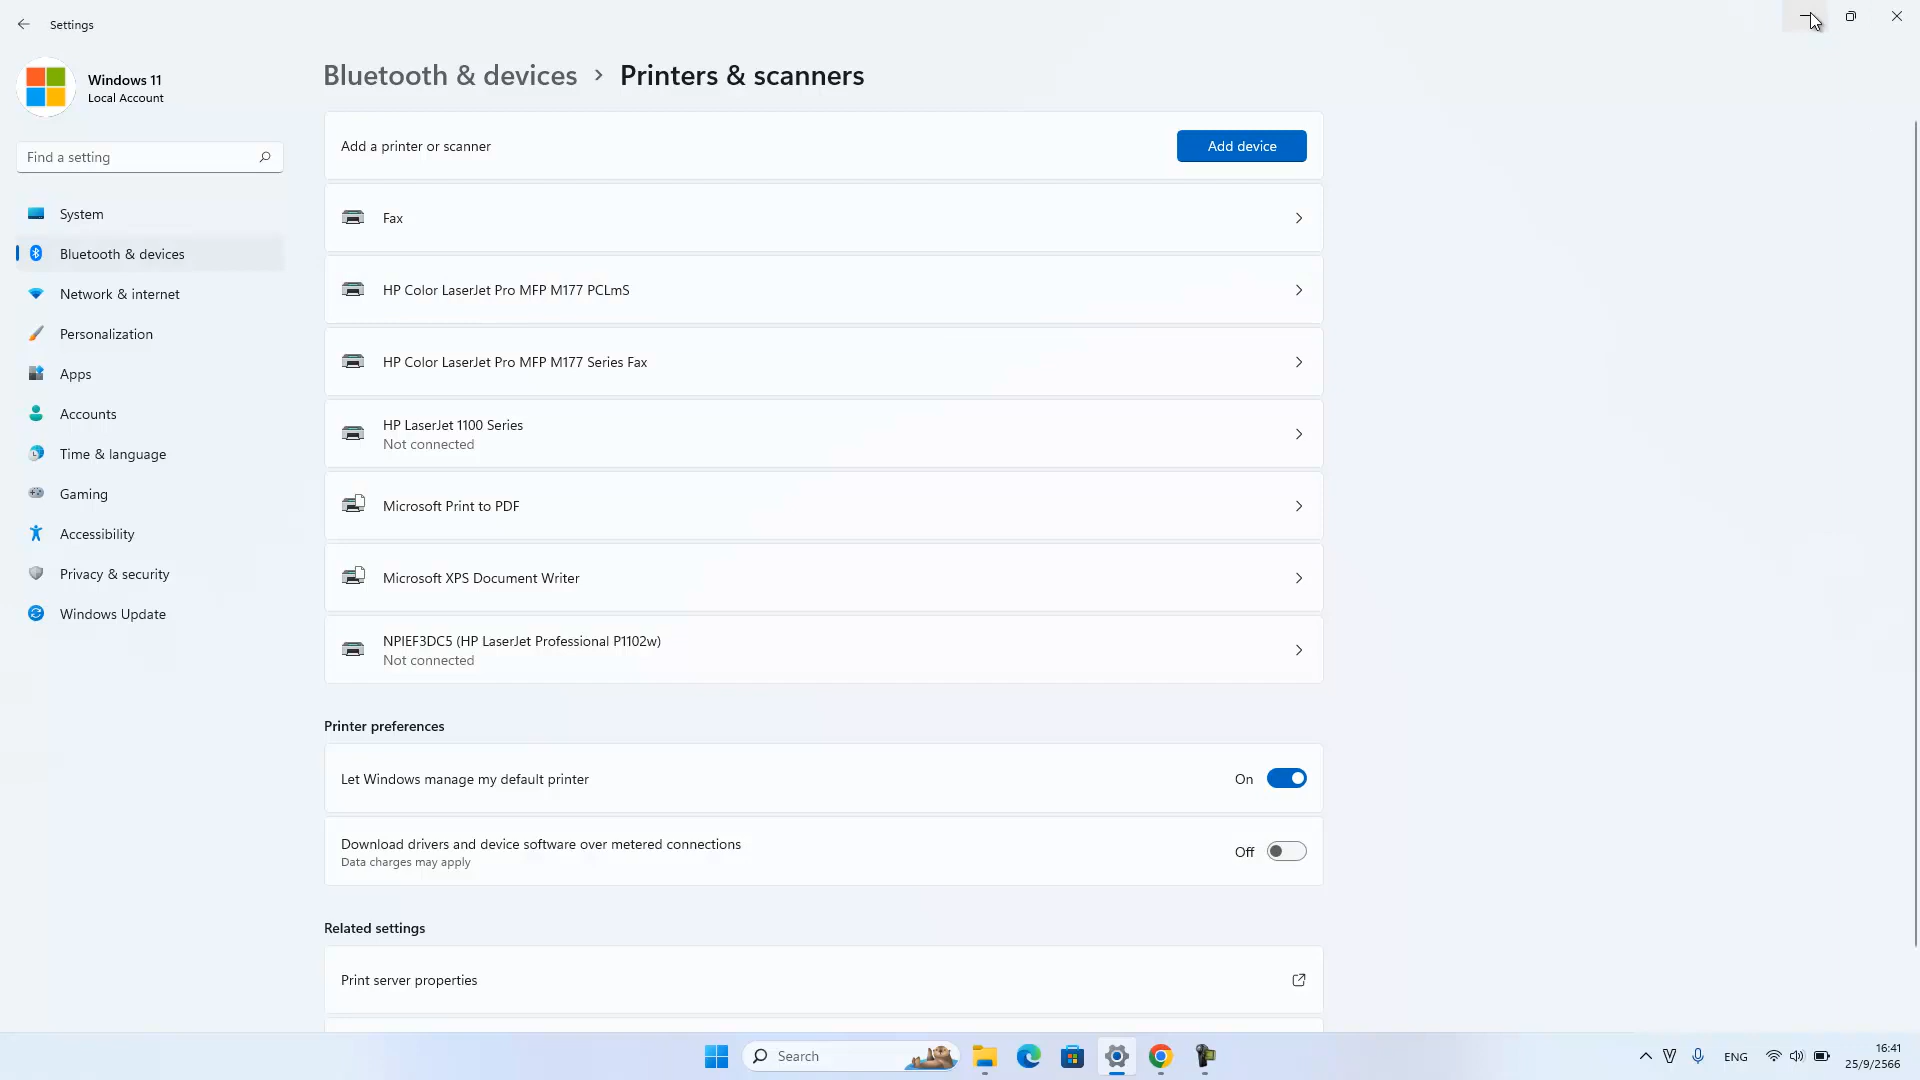 Settings
Windows 11
Local Account
Find a setting
System
Bluetooth & devices
Network & internet
Personalization
Apps
Accounts
Time & language
Gaming
Accessibility
Privacy & security
Windows Update
Bluetooth & devices > Printers & scanners
Add a printer or scanner
Add device
Fax
HP Color LaserJet Pro MFP M177 PCLmS
HP Color LaserJet Pro MFP M177 Series Fax
HP LaserJet 1100 Series
Not connected
Microsoft Print to PDF
Microsoft XPS Document Writer
NPIEF3DC5 (HP LaserJet Professional P1102w)
Not connected
Printer preferences
Let Windows manage my default printer
On
Download drivers and device software over metered connections
Data charges may apply
Off
Related settings
Print server properties
Search
ENG
16:41
25/9/2566